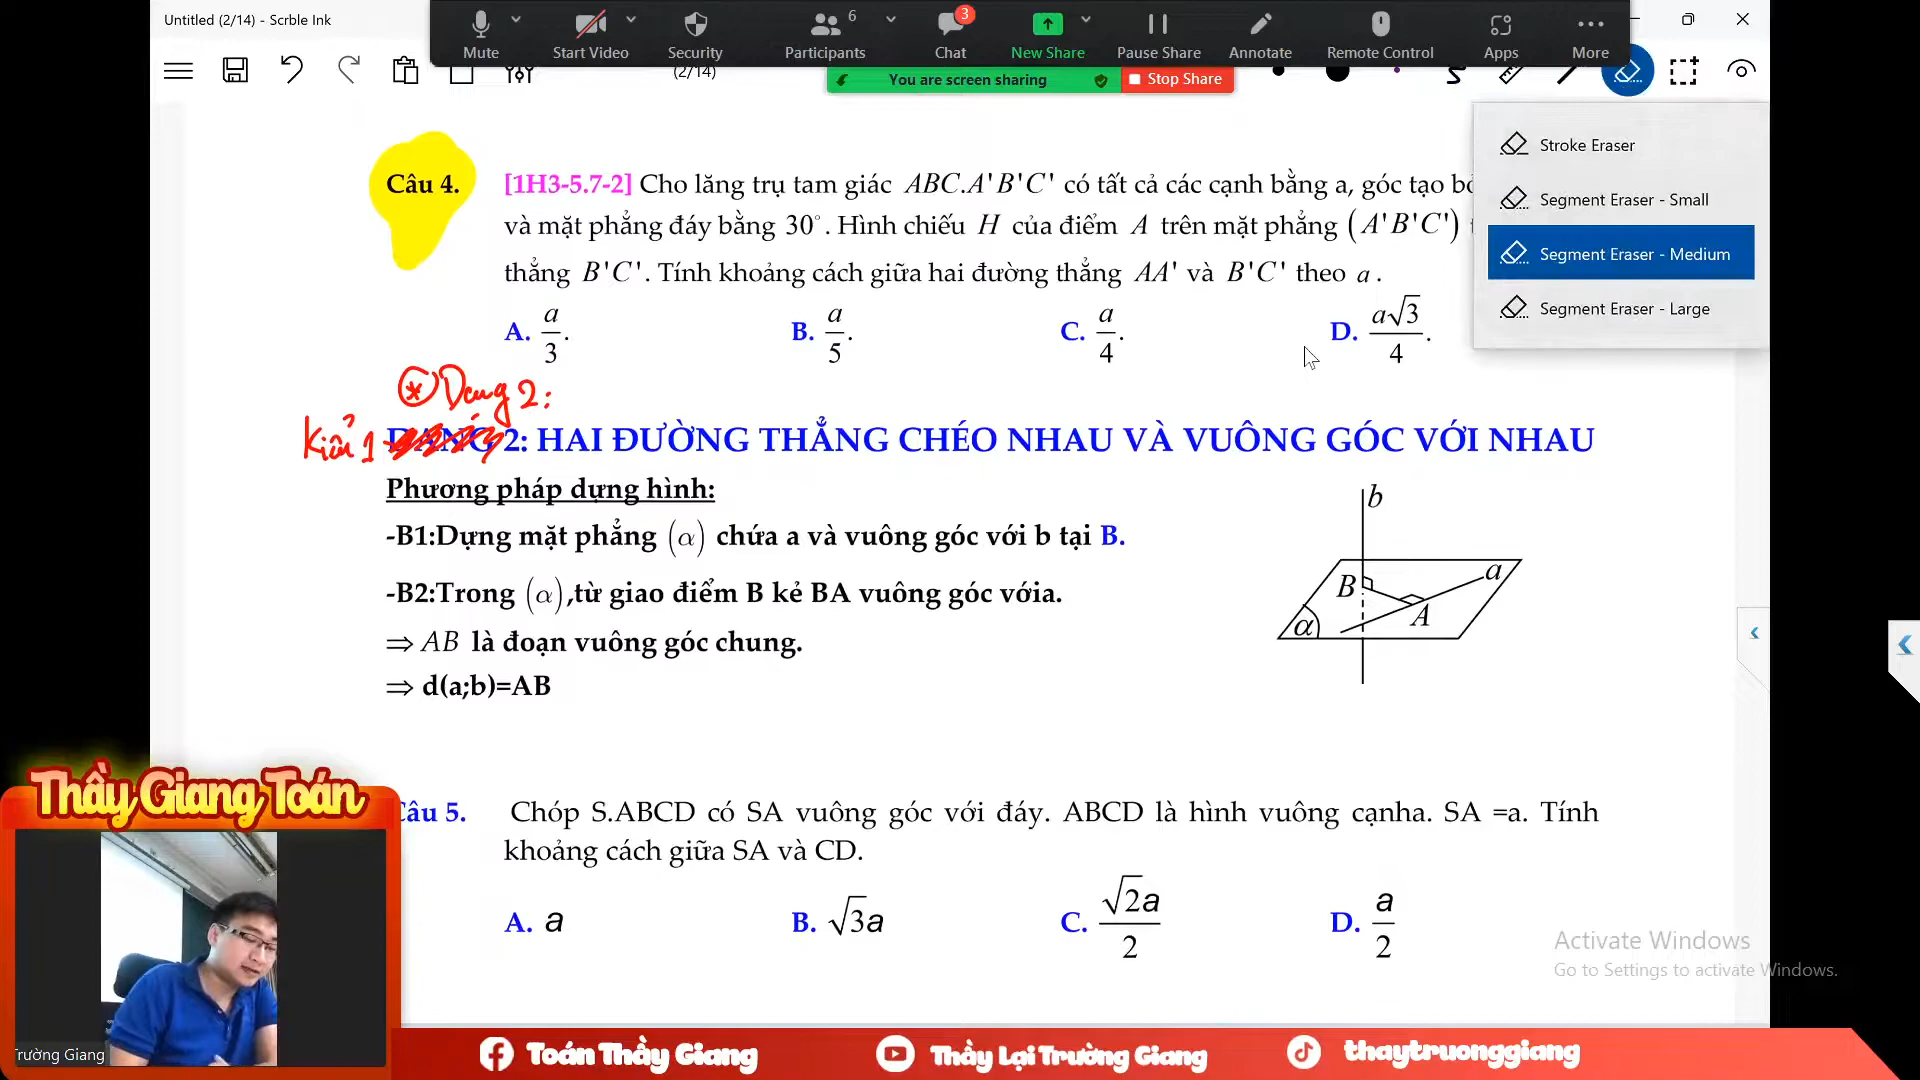 Untitled (2/14) - Scrble Ink
Mute
Start Video
Security
6
Participants
3
Chat
New Share
Pause Share
Annotate
Remote Control
Apps
More
(2/14)
You are screen sharing
Stop Share
Stroke Eraser
Segment Eraser - Small
Segment Eraser - Medium
Segment Eraser - Large
Câu 4. [1H3-5.7-2] Cho lăng trụ tam giác ABC.A'B'C' có tất cả các cạnh bằng a, góc tạo
và mặt phẳng đáy bằng 30°. Hình chiếu H của điểm A trên mặt phẳng (A'B'C')
thẳng B'C'. Tính khoảng cách giữa hai đường thẳng AA' và B'C' theo a.
A. a/3. B. a/5. C. a/4. D. a√3/4.
* Dạng 2:
Kiểu 1
DẠNG 2: HAI ĐƯỜNG THẲNG CHÉO NHAU VÀ VUÔNG GÓC VỚI NHAU
Phương pháp dựng hình:
-B1:Dựng mặt phẳng (α) chứa a và vuông góc với b tại B.
-B2:Trong (α),từ giao điểm B kẻ BA vuông góc vớia.
⇒ AB là đoạn vuông góc chung.
⇒ d(a;b)=AB
b
B
a
A
α
Câu 5. Chóp S.ABCD có SA vuông góc với đáy. ABCD là hình vuông cạnha. SA =a. Tính
khoảng cách giữa SA và CD.
A. a B. √3a C. √2a/2 D. a/2
Activate Windows
Go to Settings to activate Windows.
Thầy Giang Toán
Trường Giang
Toán Thầy Giang
Thầy Lại Trường Giang
thaytruonggiang